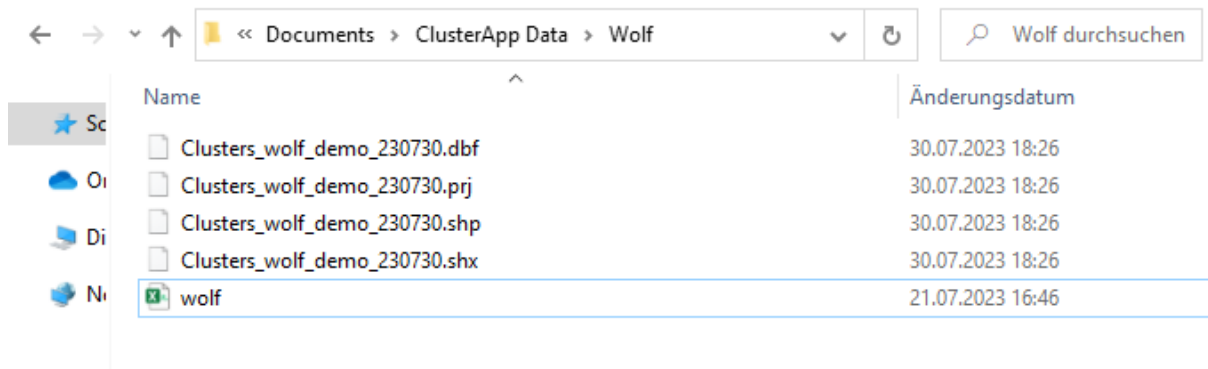 « Documents › ClusterApp Data › Wolf
Wolf durchsuchen
Name Änderungsdatum
Clusters_wolf_demo_230730.dbf 30.07.2023 18:26
Clusters_wolf_demo_230730.prj 30.07.2023 18:26
Clusters_wolf_demo_230730.shp 30.07.2023 18:26
Clusters_wolf_demo_230730.shx 30.07.2023 18:26
wolf 21.07.2023 16:46
Di